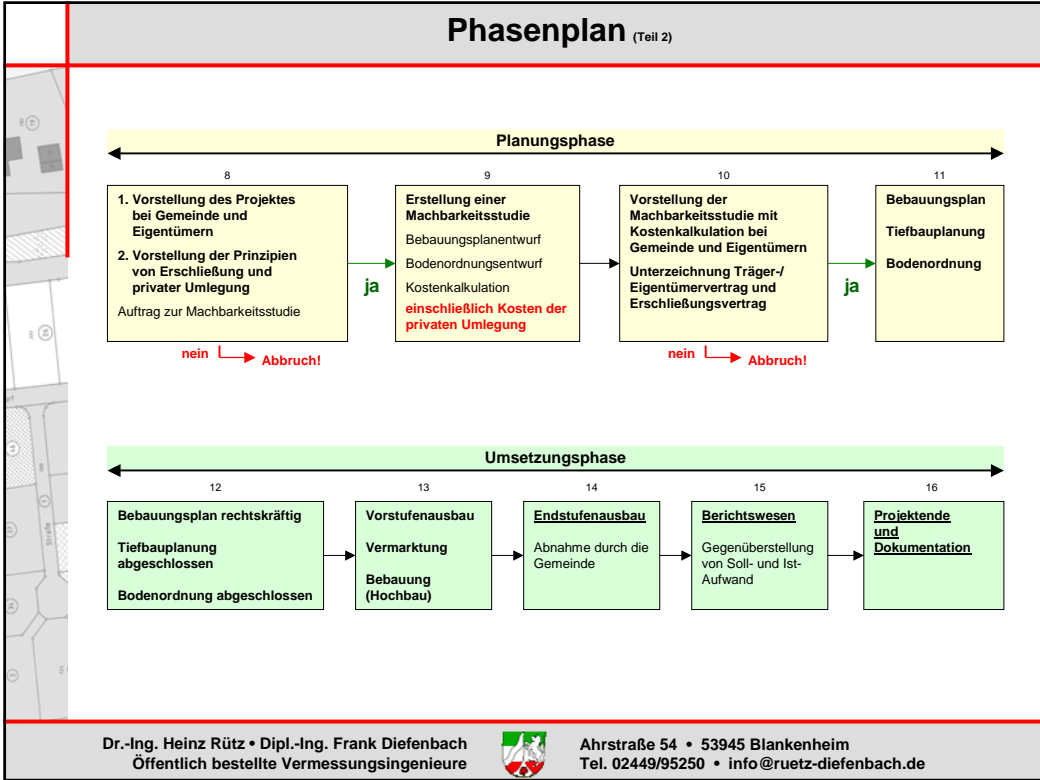 Phasenplan (Teil 2)
Planungsphase
8
1. Vorstellung des Projektes
bei Gemeinde und
Eigentümern
2. Vorstellung der Prinzipien
von Erschließung und
privater Umlegung
Auftrag zur Machbarkeitsstudie
nein
Abbruch!
ja
9
Erstellung einer
Machbarkeitsstudie
Bebauungsplanentwurf
Bodenordnungsentwurf
Kostenkalkulation
einschließlich Kosten der
privaten Umlegung
10
Vorstellung der
Machbarkeitsstudie mit
Kostenkalkulation bei
Gemeinde und Eigentümern
Unterzeichnung Träger-/
Eigentümervertrag und
Erschließungsvertrag
nein
Abbruch!
ja
11
Bebauungsplan
Tiefbauplanung
Bodenordnung
Umsetzungsphase
12
Bebauungsplan rechtskräftig
Tiefbauplanung
abgeschlossen
Bodenordnung abgeschlossen
13
Vorstufenausbau
Vermarktung
Bebauung
(Hochbau)
14
Endstufenausbau
Abnahme durch die
Gemeinde
15
Berichtswesen
Gegenüberstellung
von Soll- und Ist-
Aufwand
16
Projektende
und
Dokumentation
Straße
Dr.-Ing. Heinz Rütz • Dipl.-Ing. Frank Diefenbach
Öffentlich bestellte Vermessungsingenieure
Ahrstraße 54 • 53945 Blankenheim
Tel. 02449/95250 • info@ruetz-diefenbach.de